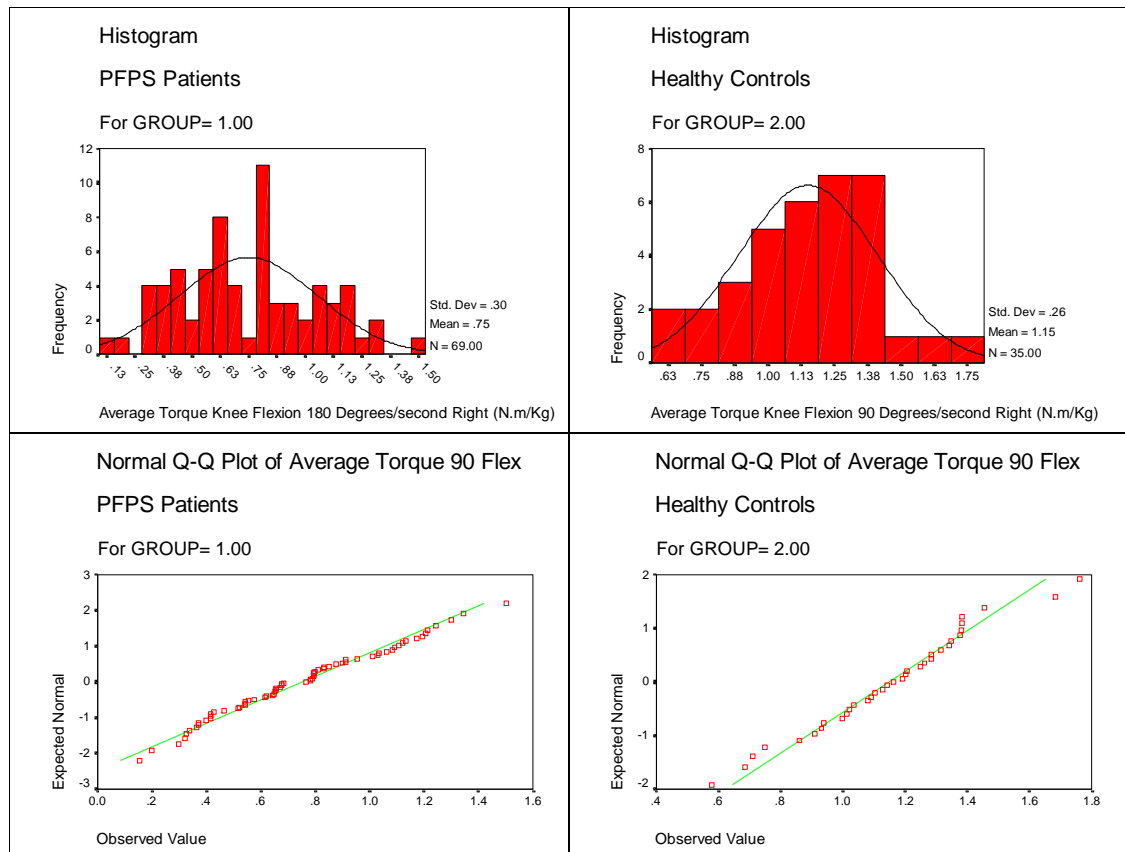 Histogram
PFPS Patients
For GROUP= 1.00
12
10
8
6
4
2
0
Frequency
.13 .25 .38 .50 .63 .75 .88 1.00 1.13 1.25 1.38 1.50
Std. Dev = .30
Mean = .75
N = 69.00
Average Torque Knee Flexion 180 Degrees/second Right (N.m/Kg)
Histogram
Healthy Controls
For GROUP= 2.00
8
6
4
2
0
Frequency
.63 .75 .88 1.00 1.13 1.25 1.38 1.50 1.63 1.75
Std. Dev = .26
Mean = 1.15
N = 35.00
Average Torque Knee Flexion 90 Degrees/second Right (N.m/Kg)
Normal Q-Q Plot of Average Torque 90 Flex
PFPS Patients
For GROUP= 1.00
3
2
1
0
-1
-2
-3
Expected Normal
0.0 .2 .4 .6 .8 1.0 1.2 1.4 1.6
Observed Value
Normal Q-Q Plot of Average Torque 90 Flex
Healthy Controls
For GROUP= 2.00
2
1
0
-1
-2
Expected Normal
.4 .6 .8 1.0 1.2 1.4 1.6 1.8
Observed Value